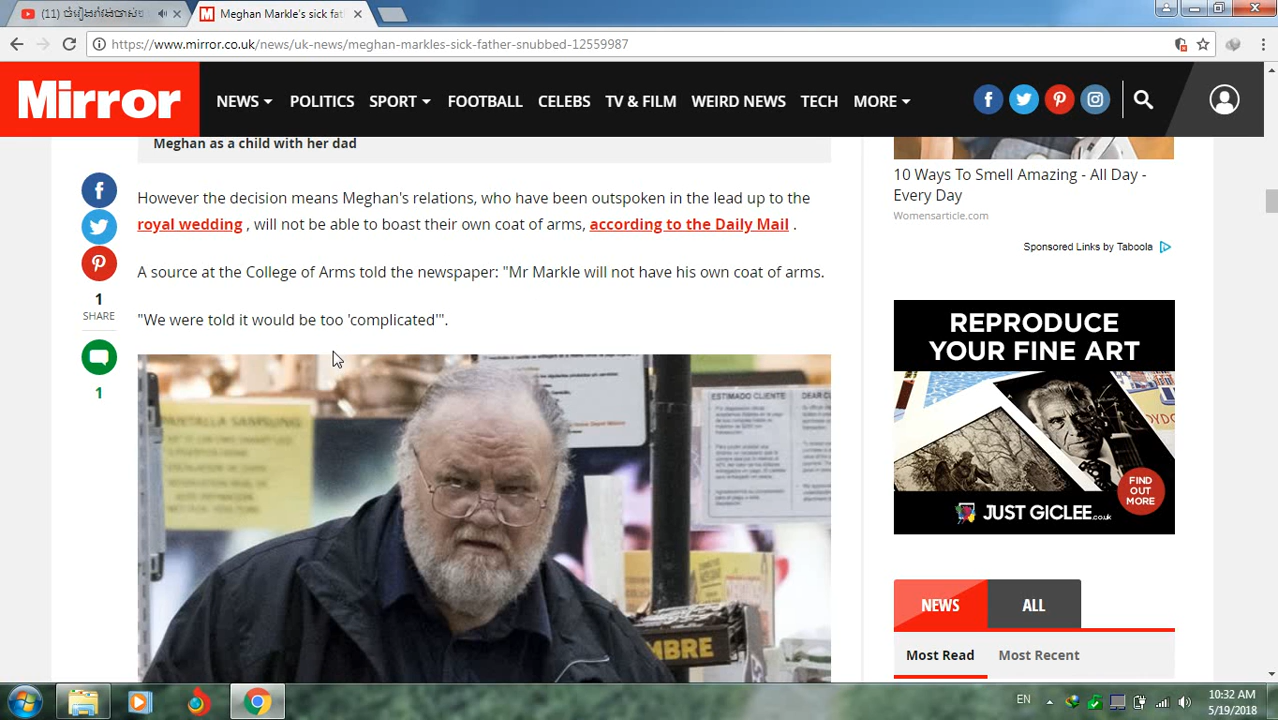 (11)
Meghan Markle's sick fat
https://www.mirror.co.uk/news/uk-news/meghan-markles-sick-father-snubbed-12559987
Mirror
NEWS POLITICS SPORT FOOTBALL CELEBS TV & FILM WEIRD NEWS TECH MORE
Meghan as a child with her dad
However the decision means Meghan's relations, who have been outspoken in the lead up to the
royal wedding , will not be able to boast their own coat of arms, according to the Daily Mail .
A source at the College of Arms told the newspaper: "Mr Markle will not have his own coat of arms.
"We were told it would be too 'complicated'".
1
SHARE
1
PANTALLA SAMSUNG
ESTIMADO CLIENTE
DEAR
MBRE
10 Ways To Smell Amazing - All Day -
Every Day
Womensarticle.com
Sponsored Links by Taboola
REPRODUCE
YOUR FINE ART
FIND
OUT
MORE
JUST GICLEE.co.uk
NEWS ALL
Most Read Most Recent
EN
10:32 AM
5/19/2018